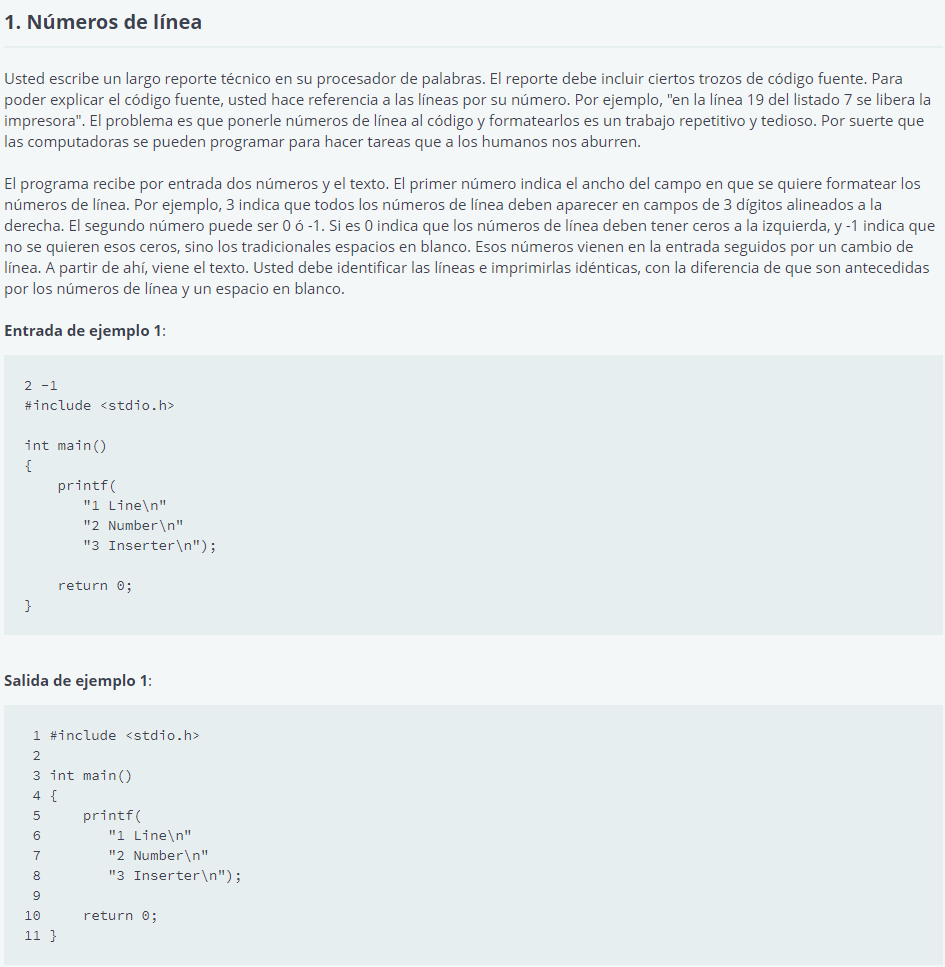 1. Números de línea
Usted escribe un largo reporte técnico en su procesador de palabras. El reporte debe incluir ciertos trozos de código fuente. Para
poder explicar el código fuente, usted hace referencia a las líneas por su número. Por ejemplo, "en la línea 19 del listado 7 se libera la
impresora". El problema es que ponerle números de línea al código y formatearlos es un trabajo repetitivo y tedioso. Por suerte que
las computadoras se pueden programar para hacer tareas que a los humanos nos aburren.
El programa recibe por entrada dos números y el texto. El primer número indica el ancho del campo en que se quiere formatear los
números de línea. Por ejemplo, 3 indica que todos los números de línea deben aparecer en campos de 3 dígitos alineados a la
derecha. El segundo número puede ser 0 ó -1. Si es 0 indica que los números de línea deben tener ceros a la izquierda, y -1 indica que
no se quieren esos ceros, sino los tradicionales espacios en blanco. Esos números vienen en la entrada seguidos por un cambio de
línea. A partir de ahí, viene el texto. Usted debe identificar las líneas e imprimirlas idénticas, con la diferencia de que son antecedidas
por los números de línea y un espacio en blanco.
Entrada de ejemplo 1:
2 -1
#include <stdio.h>

int main()
{
    printf(
       "1 Line\n"
       "2 Number\n"
       "3 Inserter\n");

    return 0;
}
Salida de ejemplo 1:
 1 #include <stdio.h>
 2
 3 int main()
 4 {
 5     printf(
 6        "1 Line\n"
 7        "2 Number\n"
 8        "3 Inserter\n");
 9
10     return 0;
11 }